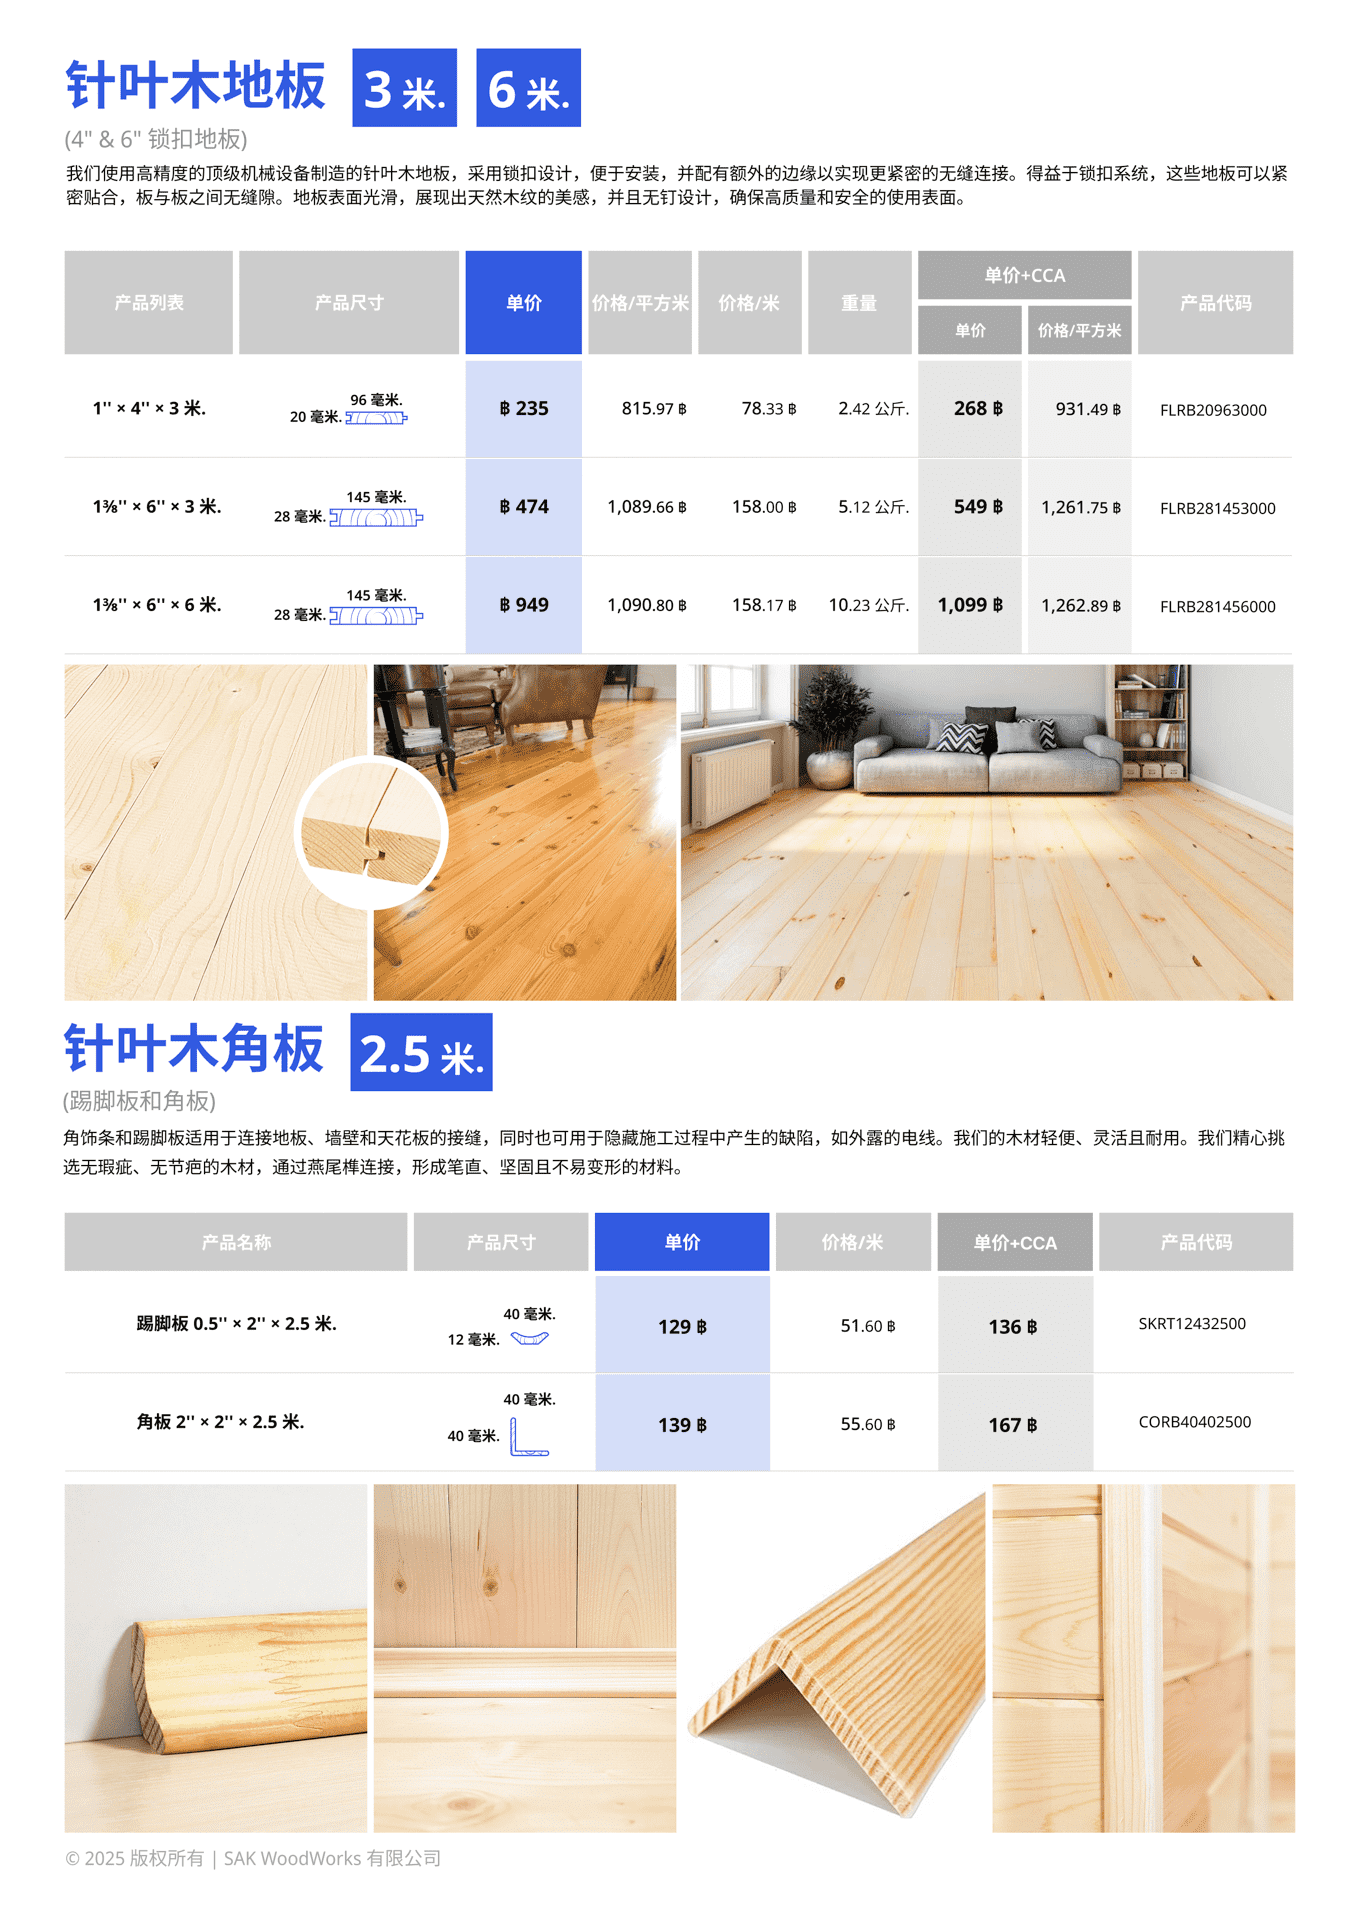 针叶木地板 3 米. 6 米.
(4" & 6" 锁扣地板)
我们使用高精度的顶级机械设备制造的针叶木地板，采用锁扣设计，便于安装，并配有额外的边缘以实现更紧密的无缝连接。得益于锁扣系统，这些地板可以紧
密贴合，板与板之间无缝隙。地板表面光滑，展现出天然木纹的美感，并且无钉设计，确保高质量和安全的使用表面。
产品列表 产品尺寸 单价 价格/平方米 价格/米 重量 单价+CCA 产品代码
单价 价格/平方米
96 毫米.
1'' × 4'' × 3 米. 20 毫米. ฿ 235 815.97 ฿ 78.33 ฿ 2.42 公斤. 268 ฿ 931.49 ฿ FLRB20963000
145 毫米.
1⅜'' × 6'' × 3 米. 28 毫米. ฿ 474 1,089.66 ฿ 158.00 ฿ 5.12 公斤. 549 ฿ 1,261.75 ฿ FLRB281453000
145 毫米.
1⅜'' × 6'' × 6 米. 28 毫米. ฿ 949 1,090.80 ฿ 158.17 ฿ 10.23 公斤. 1,099 ฿ 1,262.89 ฿ FLRB281456000
针叶木角板 2.5 米.
(踢脚板和角板)
角饰条和踢脚板适用于连接地板、墙壁和天花板的接缝，同时也可用于隐藏施工过程中产生的缺陷，如外露的电线。我们的木材轻便、灵活且耐用。我们精心挑
选无瑕疵、无节疤的木材，通过燕尾榫连接，形成笔直、坚固且不易变形的材料。
产品名称 产品尺寸 单价 价格/米 单价+CCA 产品代码
40 毫米.
踢脚板 0.5'' × 2'' × 2.5 米. 12 毫米. 129 ฿ 51.60 ฿ 136 ฿ SKRT12432500
40 毫米.
角板 2'' × 2'' × 2.5 米. 40 毫米. 139 ฿ 55.60 ฿ 167 ฿ CORB40402500
© 2025 版权所有 | SAK WoodWorks 有限公司